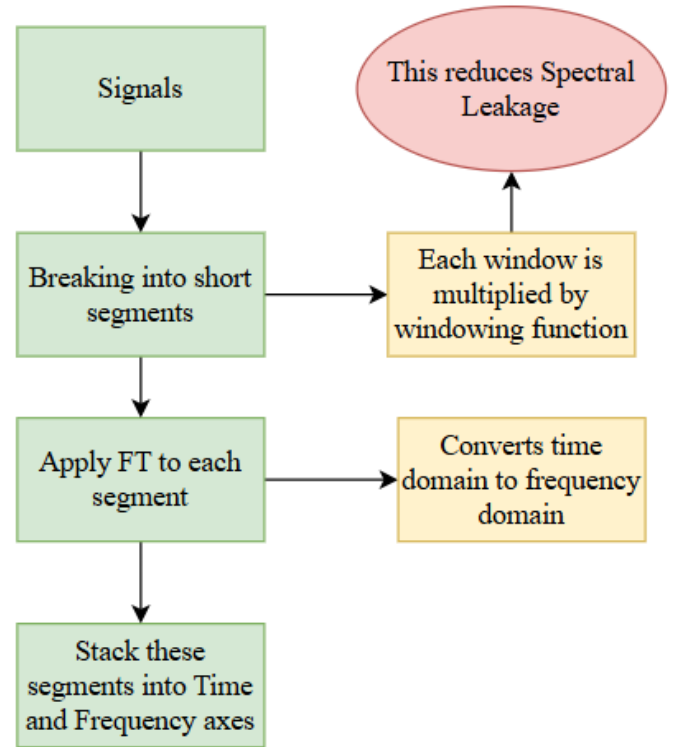 Signals
This reduces Spectral
Leakage
Breaking into short
segments
Each window is
multiplied by
windowing function
Apply FT to each
segment
Converts time
domain to frequency
domain
Stack these
segments into Time
and Frequency axes